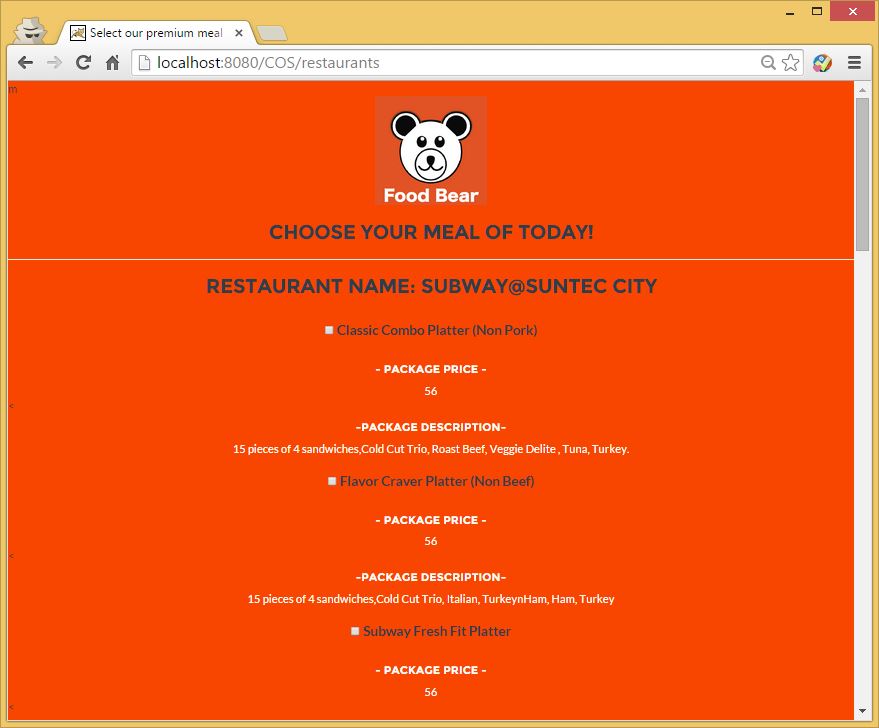 Select our premium meal
localhost:8080/COS/restaurants
m
Food Bear
CHOOSE YOUR MEAL OF TODAY!
RESTAURANT NAME: SUBWAY@SUNTEC CITY
Classic Combo Platter (Non Pork)
- PACKAGE PRICE -
56
<
-PACKAGE DESCRIPTION-
15 pieces of 4 sandwiches,Cold Cut Trio, Roast Beef, Veggie Delite , Tuna, Turkey.
Flavor Craver Platter (Non Beef)
- PACKAGE PRICE -
56
<
-PACKAGE DESCRIPTION-
15 pieces of 4 sandwiches,Cold Cut Trio, Italian, TurkeynHam, Ham, Turkey
Subway Fresh Fit Platter
- PACKAGE PRICE -
56
<